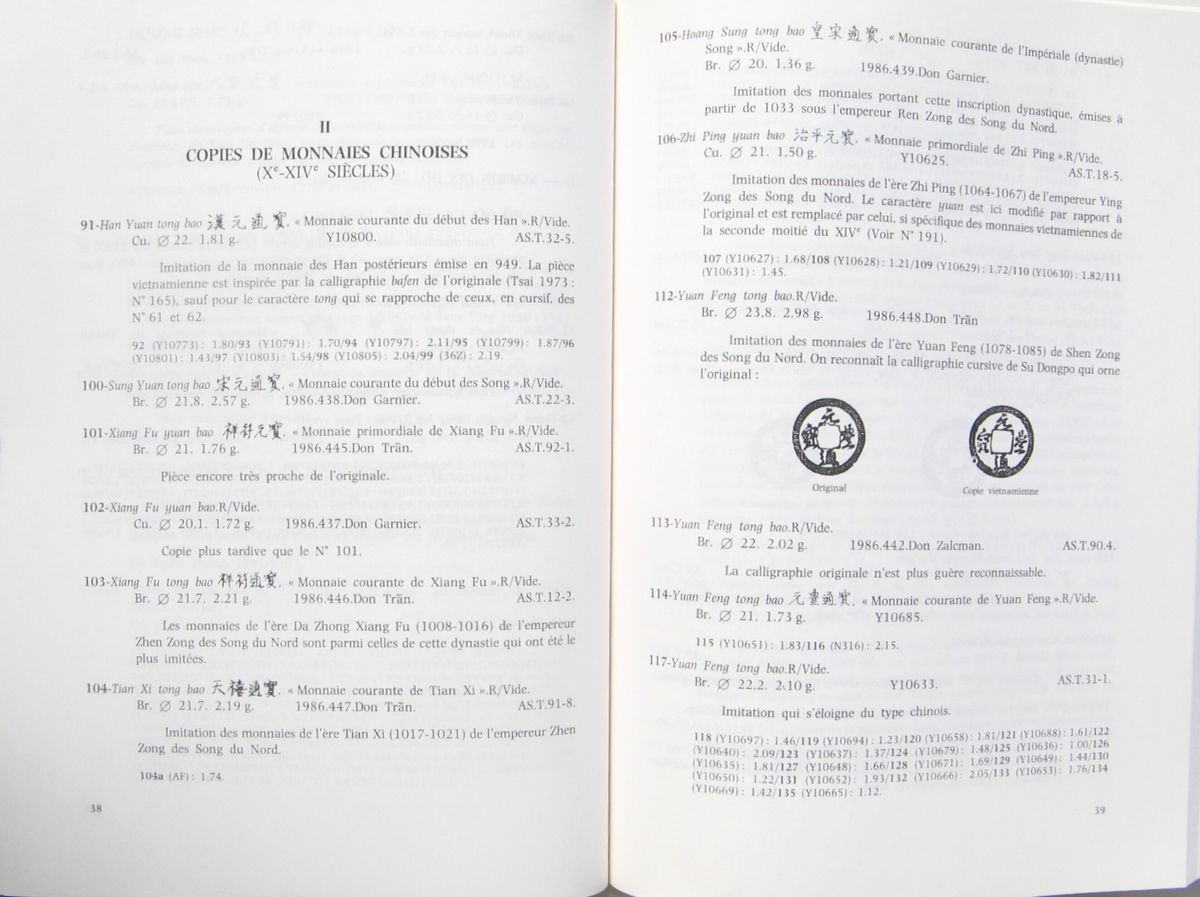 II
COPIES DE MONNAIES CHINOISES
(Xe-XIVe SIÈCLES)
91-Han Yuan tong bao 漢元通寳, « Monnaie courante du début des Han ».R/Vide.
Cu. ∅ 22. 1.81 g. Y10800. AS.T.32-5.
Imitation de la monnaie des Han postérieurs émise en 949. La pièce
vietnamienne est inspirée par la calligraphie bafen de l'originale (Tsai 1973 :
N° 165), sauf pour le caractère tong qui se rapproche de ceux, en cursif, des
N° 61 et 62.
92 (Y10773) : 1.80/93 (Y10791) : 1.70/94 (Y10797) : 2.11/95 (Y10799) : 1.87/96
(Y10801) : 1.43/97 (Y10803) : 1.54/98 (Y10805) : 2.04/99 (36Z) : 2.19.
100-Sung Yuan tong bao 宋元通寳, « Monnaie courante du début des Song ».R/Vide.
Br. ∅ 21.8. 2.57 g. 1986.438.Don Garnier. AS.T.22-3.
101-Xiang Fu yuan bao 祥符元寳, « Monnaie primordiale de Xiang Fu ».R/Vide.
Br. ∅ 21. 1.76 g. 1986.445.Don Trãn. AS.T.92-1.
Pièce encore très proche de l'originale.
102-Xiang Fu yuan bao.R/Vide.
Cu. ∅ 20.1. 1.72 g. 1986.437.Don Garnier. AS.T.33-2.
Copie plus tardive que le N° 101.
103-Xiang Fu tong bao 祥符通寳, « Monnaie courante de Xiang Fu ».R/Vide.
Br. ∅ 21.7. 2.21 g. 1986.446.Don Trãn. AS.T.12-2.
Les monnaies de l'ère Da Zhong Xiang Fu (1008-1016) de l'empereur
Zhen Zong des Song du Nord sont parmi celles de cette dynastie qui ont été le
plus imitées.
104-Tian Xi tong bao 天禧通寳, « Monnaie courante de Tian Xi ».R/Vide.
Br. ∅ 21.7. 2.19 g. 1986.447.Don Trãn. AS.T.91-8.
Imitation des monnaies de l'ère Tian Xi (1017-1021) de l'empereur Zhen
Zong des Song du Nord.
104a (AF) : 1.74.
38
105-Hoang Sung tong bao 皇宋通寳, « Monnaie courante de l'Impériale (dynastie)
Song ».R/Vide.
Br. ∅ 20. 1.36 g. 1986.439.Don Garnier.
Imitation des monnaies portant cette inscription dynastique, émises à
partir de 1033 sous l'empereur Ren Zong des Song du Nord.
106-Zhi Ping yuan bao 治平元寳, « Monnaie primordiale de Zhi Ping ».R/Vide.
Cu. ∅ 21. 1.50 g. Y10625. AS.T.18-5.
Imitation des monnaies de l'ère Zhi Ping (1064-1067) de l'empereur Ying
Zong des Song du Nord. Le caractère yuan est ici modifié par rapport à
l'original et est remplacé par celui, si spécifique des monnaies vietnamiennes de
la seconde moitié du XIVe (Voir N° 191).
107 (Y10627) : 1.68/108 (Y10628) : 1.21/109 (Y10629) : 1.72/110 (Y10630) : 1.82/111
(Y10631) : 1.45.
112-Yuan Feng tong bao.R/Vide.
Br. ∅ 23,8. 2.98 g. 1986.448.Don Trãn
Imitation des monnaies de l'ère Yuan Feng (1078-1085) de Shen Zong
des Song du Nord. On reconnaît la calligraphie cursive de Su Dongpo qui orne
l'original :
元豐通寳
元豐通寳
Original
Copie vietnamienne
113-Yuan Feng tong bao.R/Vide.
Br. ∅ 22. 2.02 g. 1986.442.Don Zalcman. AS.T.90.4.
La calligraphie originale n'est plus guère reconnaissable.
114-Yuan Feng tong bao 元豐通寳, « Monnaie courante de Yuan Feng ».R/Vide.
Br. ∅ 21. 1.73 g. Y10685.
115 (Y10651) : 1.83/116 (N316) : 2.15.
117-Yuan Feng tong bao.R/Vide.
Br. ∅ 22,2. 2.10 g. Y10633. AS.T.31-1.
Imitation qui s'éloigne du type chinois.
118 (Y10697) : 1.46/119 (Y10694) : 1.23/120 (Y10658) : 1.81/121 (Y10688) : 1.61/122
(Y10640) : 2.09/123 (Y10637) : 1.37/124 (Y10679) : 1.48/125 (Y10636) : 1.00/126
(Y10635) : 1.81/127 (Y10648) : 1.66/128 (Y10671) : 1.69/129 (Y10649) : 1.44/130
(Y10650) : 1.22/131 (Y10652) : 1.93/132 (Y10666) : 2.05/133 (Y10653) : 1.76/134
(Y10669) : 1.42/135 (Y10665) : 1.12.
39